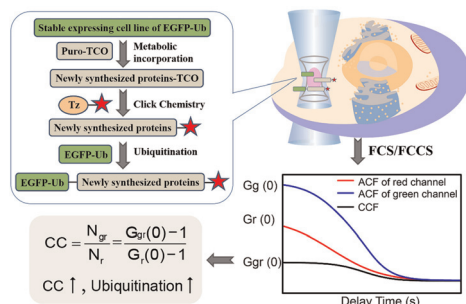 Stable expressing cell line of EGFP-Ub
Puro-TCO
Metabolic
incorporation
Newly synthesized proteins-TCO
Tz
Click Chemistry
Newly synthesized proteins
EGFP-Ub
Ubiquitination
EGFP-Ub
Newly synthesized proteins
FCS/FCCS
Gg (0)
Gr (0)
Ggr (0)
ACF of red channel
ACF of green channel
CCF
Delay Time (s)
CC = Ngr/Nr = Ggr(0)-1/Gr(0)-1
CC ↑ , Ubiquitination ↑